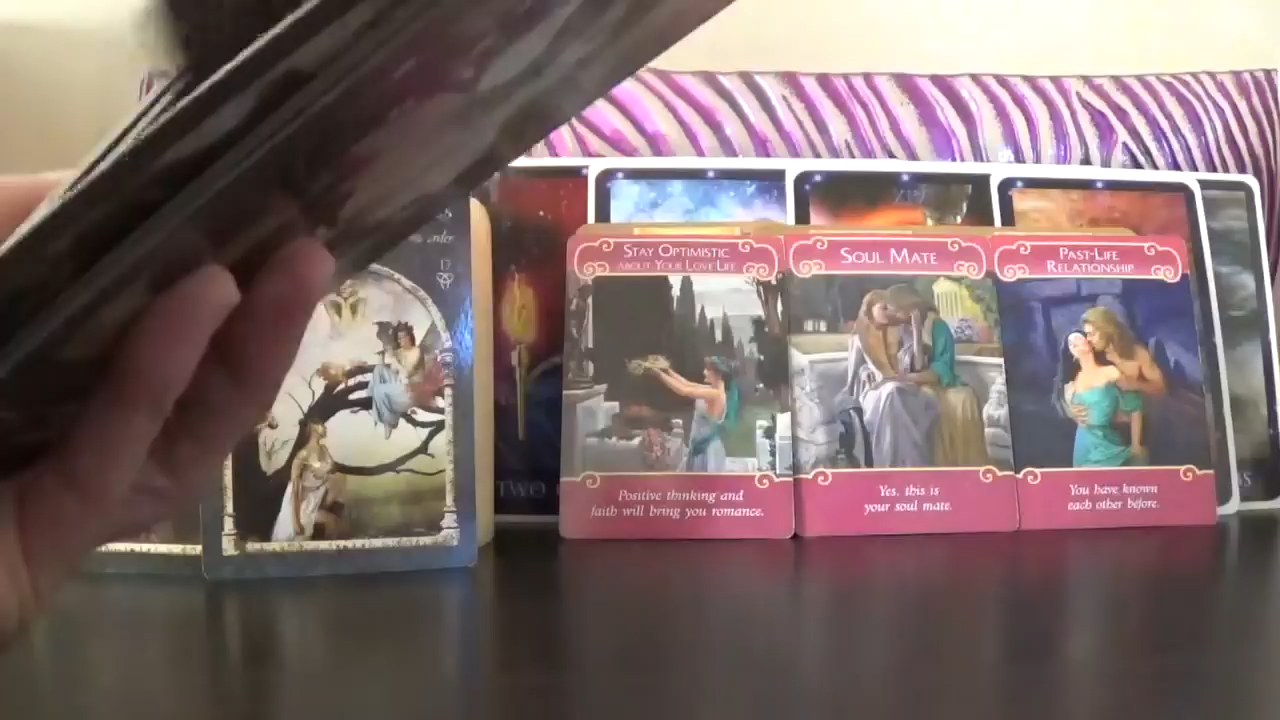 STAY OPTIMISTIC
ABOUT YOUR LOVE LIFE
Positive thinking and
faith will bring you romance.
SOUL MATE
Yes, this is
your soul mate.
PAST-LIFE
RELATIONSHIP
You have known
each other before.
TWO
17